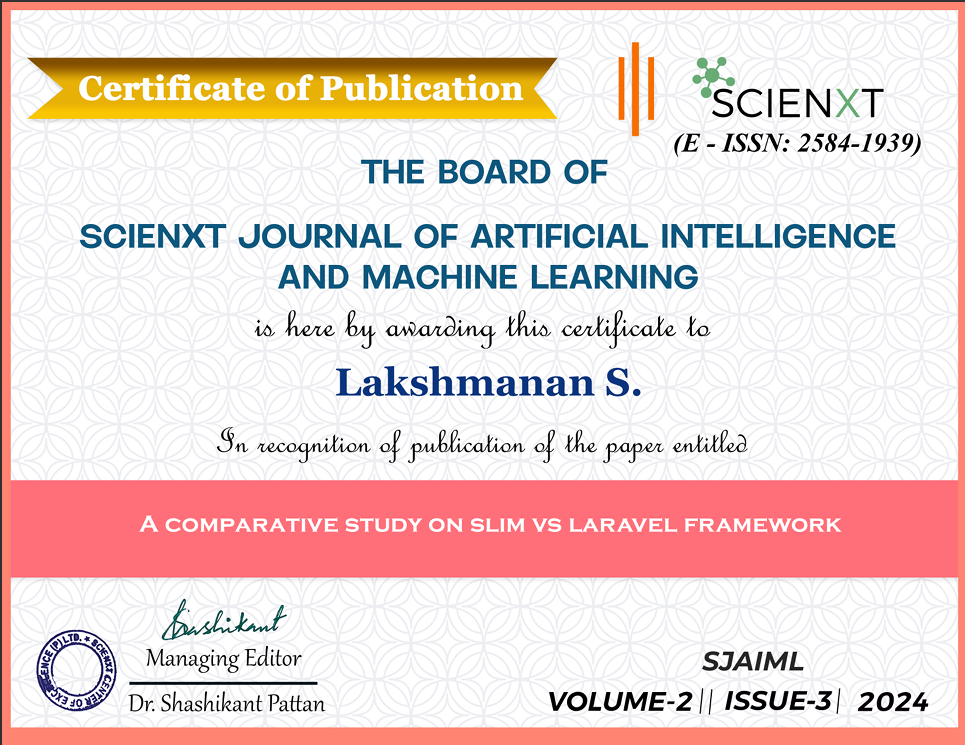 Certificate of Publication
SCIENXT
(E - ISSN: 2584-1939)
THE BOARD OF
SCIENXT JOURNAL OF ARTIFICIAL INTELLIGENCE
AND MACHINE LEARNING
is here by awarding this certificate to
Lakshmanan S.
In recognition of publication of the paper entitled
A COMPARATIVE STUDY ON SLIM VS LARAVEL FRAMEWORK
Shashikant
Managing Editor
Dr. Shashikant Pattan
SCIENXT CENTER OF EXCELLENCE (P) LTD. *
SJAIML
VOLUME-2 || ISSUE-3| 2024